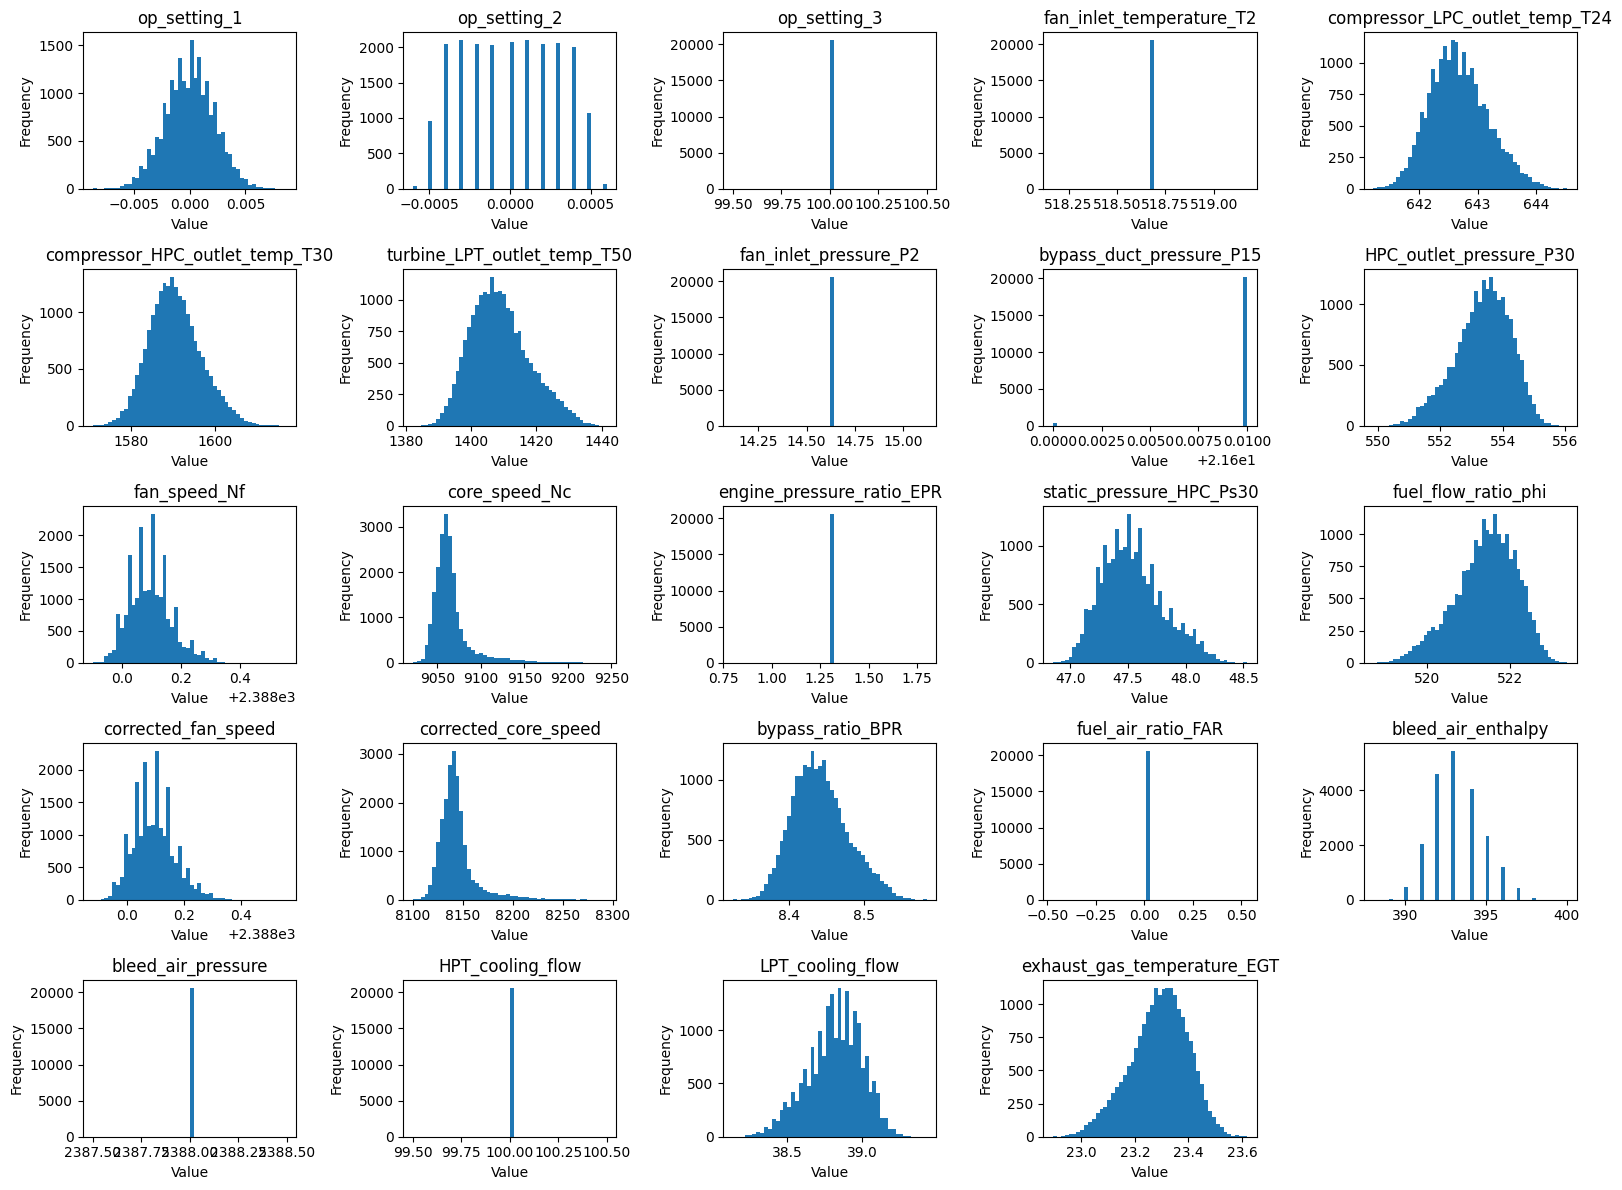 op_setting_1 op_setting_2 op_setting_3 fan_inlet_temperature_T2 compressor_LPC_outlet_temp_T24
Frequency Frequency Frequency Frequency Frequency
1500 1000 500 0
2000 1500 1000 500 0
20000 15000 10000 5000 0
20000 15000 10000 5000 0
1000 750 500 250 0
−0.005 0.000 0.005 −0.0005 0.0000 0.0005 99.50 99.75 100.00 100.25 100.50 518.25 518.50 518.75 519.00 642 643 644
Value Value Value Value Value
compressor_HPC_outlet_temp_T30 turbine_LPT_outlet_temp_T50 fan_inlet_pressure_P2 bypass_duct_pressure_P15 HPC_outlet_pressure_P30
Frequency Frequency Frequency Frequency Frequency
1000 500 0
1000 750 500 250 0
20000 15000 10000 5000 0
20000 15000 10000 5000 0
1000 500 0
1580 1600 1380 1400 1420 1440 14.25 14.50 14.75 15.00 0.0000 0.0025 0.0050 0.0075 0.0100 550 552 554 556
Value Value Value Value +2.16e1 Value
fan_speed_Nf core_speed_Nc engine_pressure_ratio_EPR static_pressure_HPC_Ps30 fuel_flow_ratio_phi
Frequency Frequency Frequency Frequency Frequency
2000 1500 1000 500 0
3000 2000 1000 0
20000 15000 10000 5000 0
1000 500 0
1000 750 500 250 0
0.0 0.2 0.4 9050 9100 9150 9200 9250 0.75 1.00 1.25 1.50 1.75 47.0 47.5 48.0 48.5 520 522
Value +2.388e3 Value Value Value Value
corrected_fan_speed corrected_core_speed bypass_ratio_BPR fuel_air_ratio_FAR bleed_air_enthalpy
Frequency Frequency Frequency Frequency Frequency
2000 1500 1000 500 0
3000 2000 1000 0
1000 500 0
20000 15000 10000 5000 0
4000 2000 0
0.0 0.2 0.4 8100 8150 8200 8250 8300 8.4 8.5 −0.50 −0.25 0.00 0.25 0.50 390 395 400
Value +2.388e3 Value Value Value Value
bleed_air_pressure HPT_cooling_flow LPT_cooling_flow exhaust_gas_temperature_EGT
Frequency Frequency Frequency Frequency
20000 15000 10000 5000 0
20000 15000 10000 5000 0
1000 500 0
1000 750 500 250 0
2387.50 2387.75 2388.00 2388.25 2388.50 99.50 99.75 100.00 100.25 100.50 38.5 39.0 23.0 23.2 23.4 23.6
Value Value Value Value